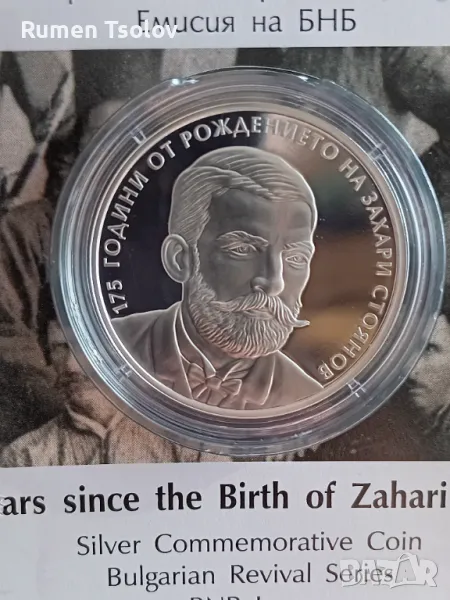 Rumen Tsolov
Емисия на БНБ
175 ГОДИНИ ОТ РОЖДЕНИЕТО НА ЗАХАРИ СТОЯНОВ
ars since the Birth of Zahari
Silver Commemorative Coin
Bulgarian Revival Series
BAZAR